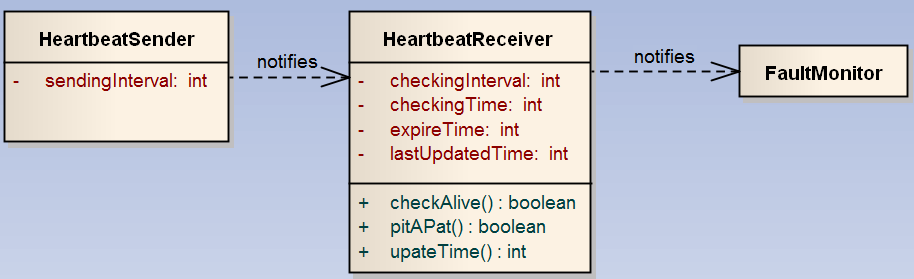 HeartbeatSender
- sendingInterval: int
notifies
HeartbeatReceiver
- checkingInterval: int
- checkingTime: int
- expireTime: int
- lastUpdatedTime: int
+ checkAlive() : boolean
+ pitAPat() : boolean
+ upateTime() : int
notifies
FaultMonitor